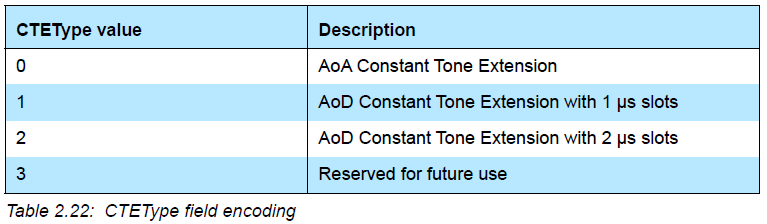 CTEType value Description
0 AoA Constant Tone Extension
1 AoD Constant Tone Extension with 1 μs slots
2 AoD Constant Tone Extension with 2 μs slots
3 Reserved for future use
Table 2.22: CTEType field encoding